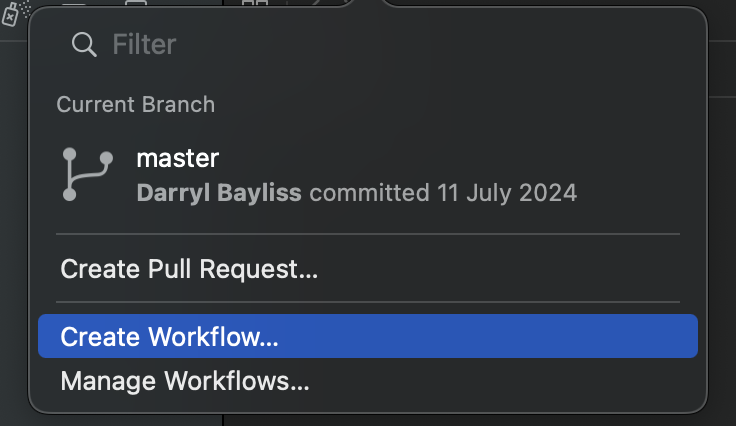 Filter
Current Branch
master
Darryl Bayliss committed 11 July 2024
Create Pull Request...
Create Workflow...
Manage Workflows...